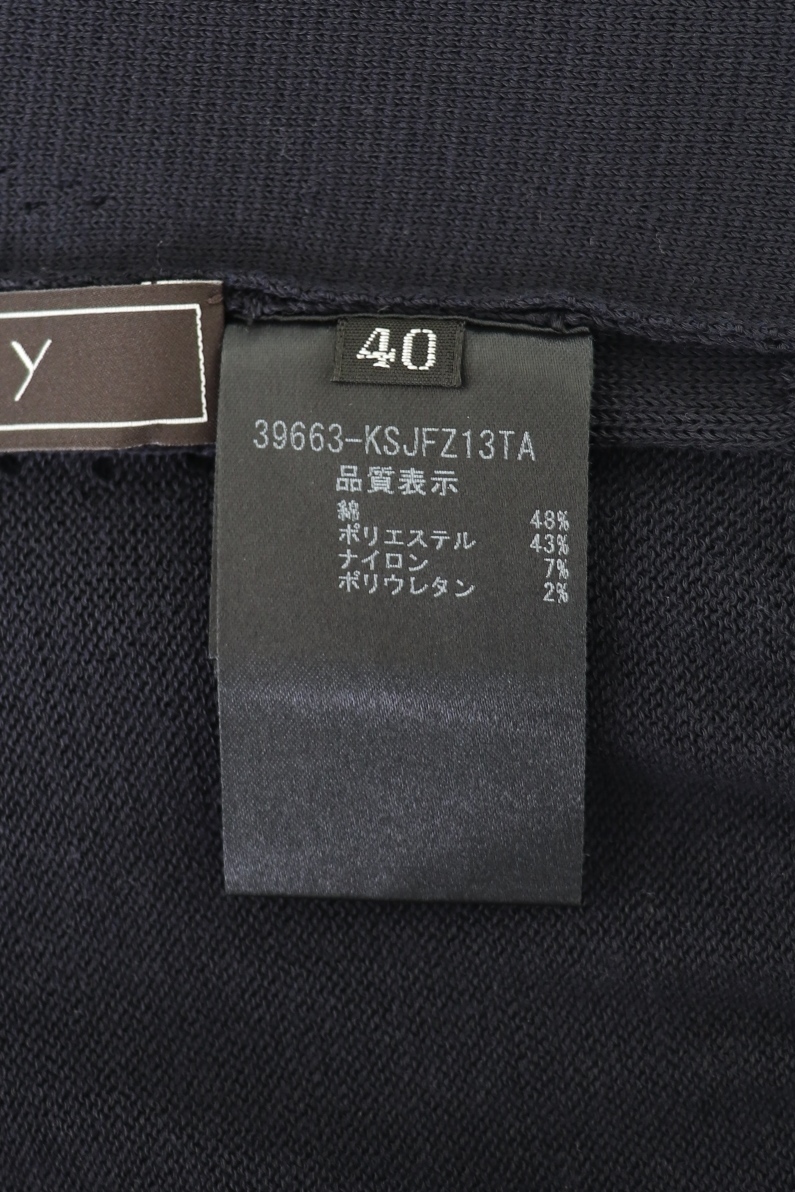 y
40
39663-KSJFZ13TA
品質表示
綿 48%
ポリエステル 43%
ナイロン 7%
ポリウレタン 2%